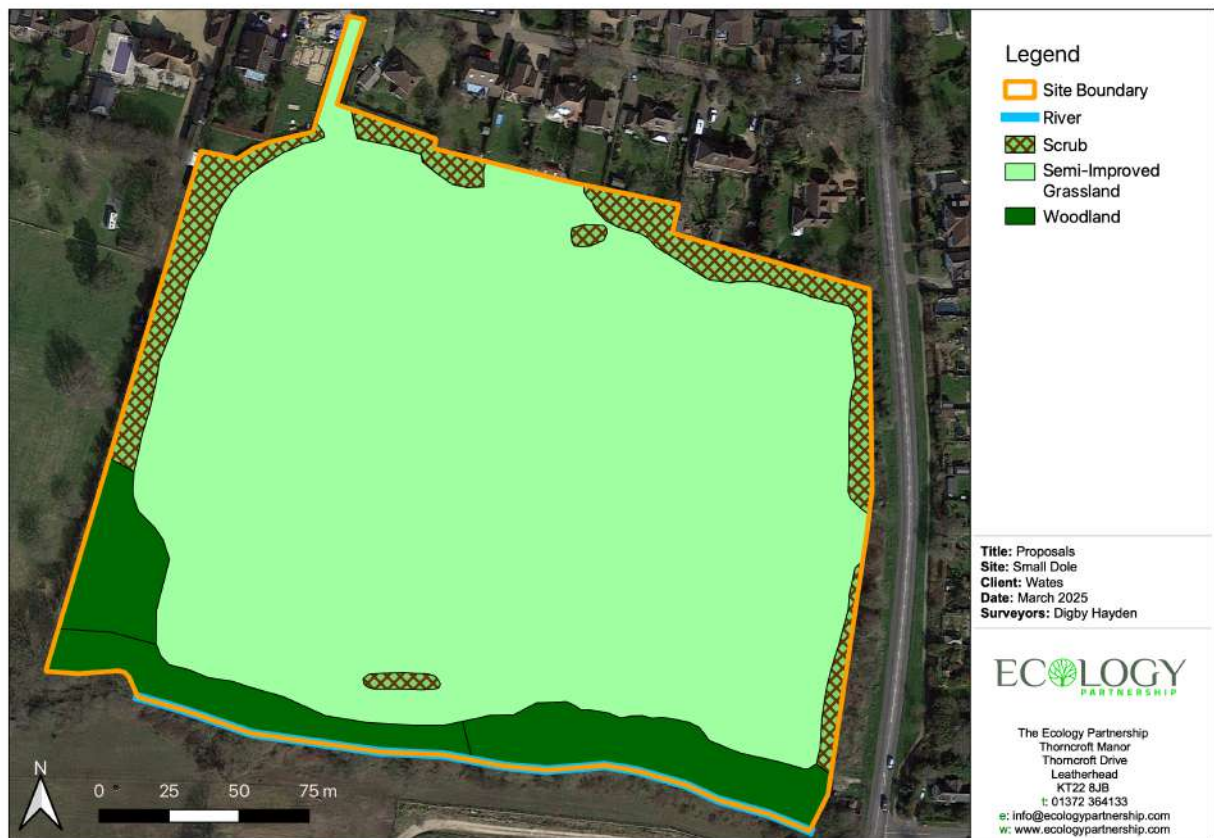 Legend
Site Boundary
River
Scrub
Semi-Improved
Grassland
Woodland
Title: Proposals
Site: Small Dole
Client: Wates
Date: March 2025
Surveyors: Digby Hayden
ECOLOGY
PARTNERSHIP
The Ecology Partnership
Thorncroft Manor
Thorncroft Drive
Leatherhead
KT22 8JB
t: 01372 364133
e: info@ecologypartnership.com
w: www.ecologypartnership.com
N
0 25 50 75 m